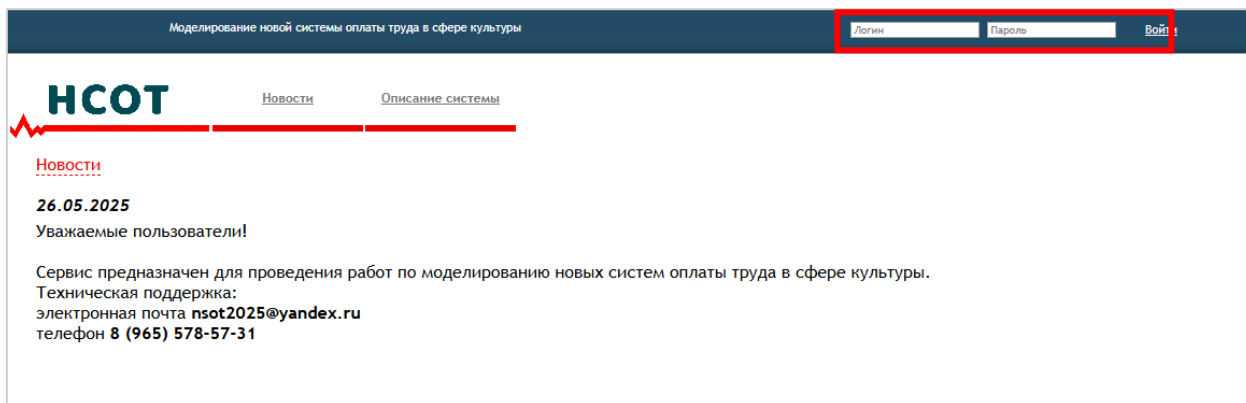 Моделирование новой системы оплаты труда в сфере культуры
Логин
Пароль
Войти
НСОТ
Новости
Описание системы
Новости
26.05.2025
Уважаемые пользователи!
Сервис предназначен для проведения работ по моделированию новых систем оплаты труда в сфере культуры.
Техническая поддержка:
электронная почта nsot2025@yandex.ru
телефон 8 (965) 578-57-31